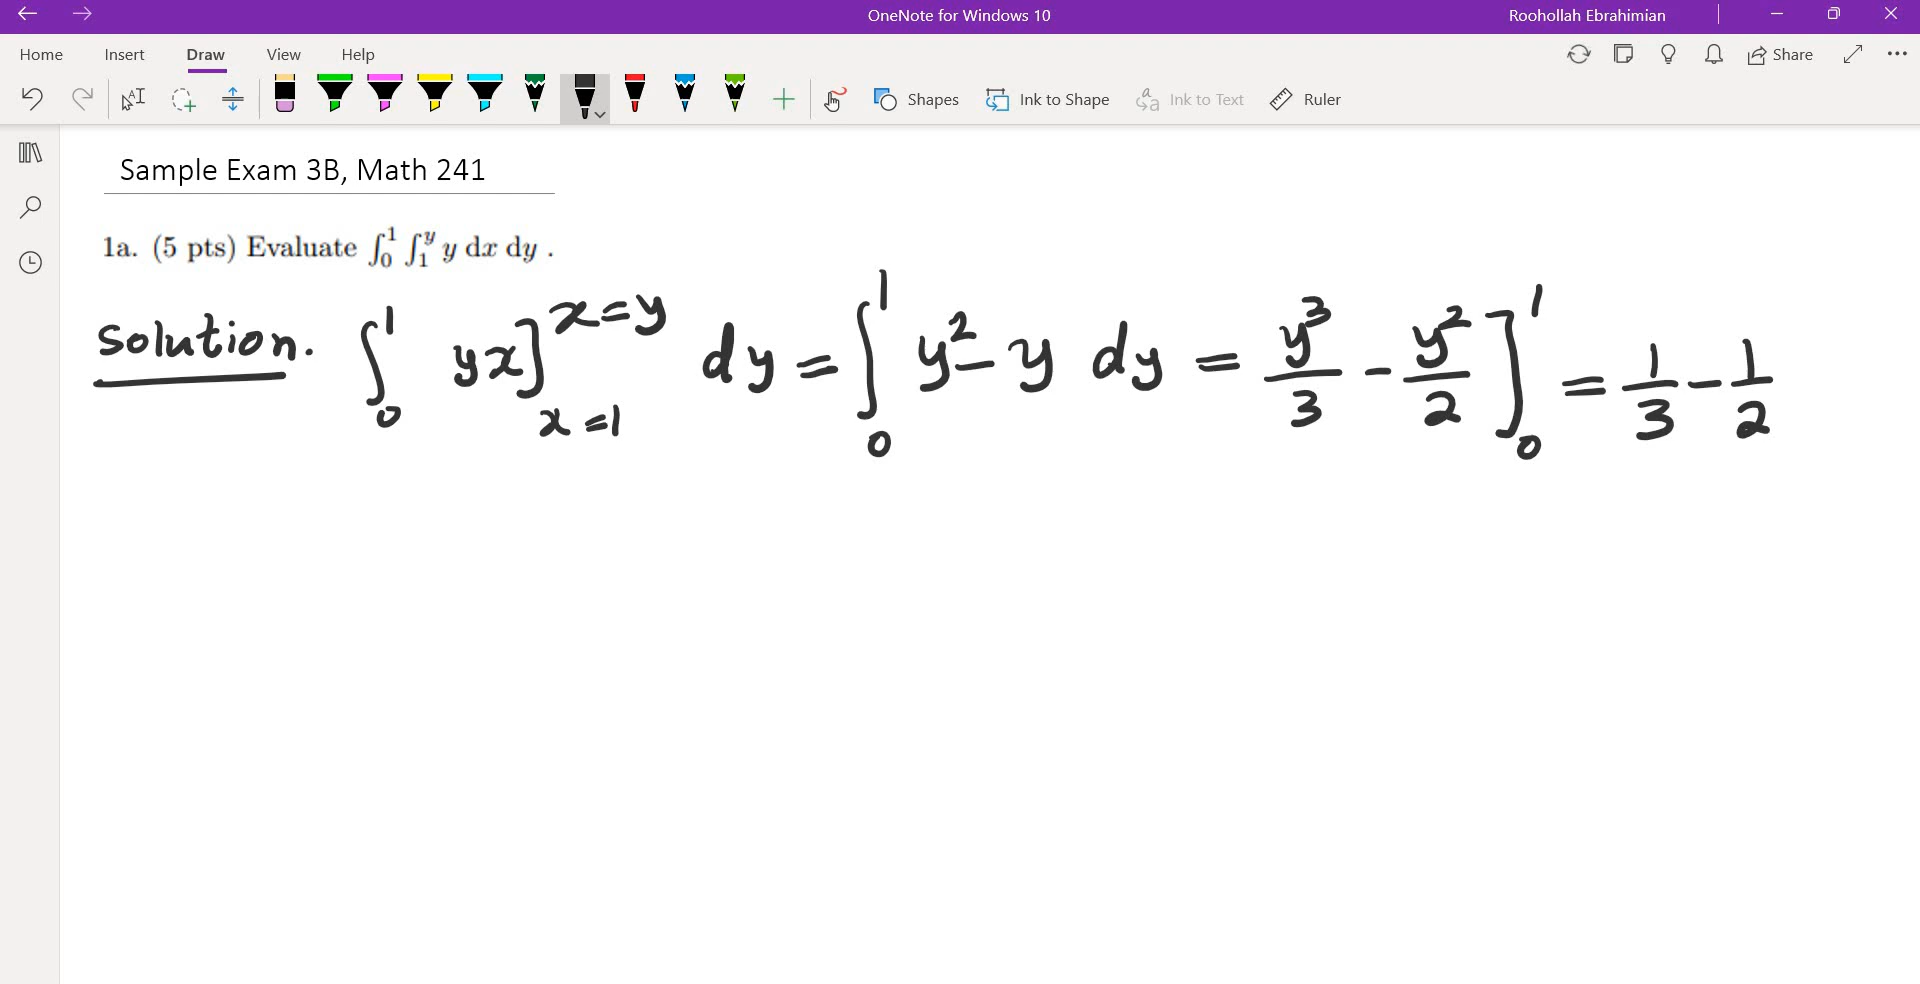 OneNote for Windows 10
Roohollah Ebrahimian
Home Insert Draw View Help
Share
Shapes Ink to Shape Ink to Text Ruler
Sample Exam 3B, Math 241
1a. (5 pts) Evaluate ∫₀¹ ∫₁ʸ y dx dy .
Solution. ∫₀¹ yx]_{x=1}^{x=y} dy = ∫₀¹ y² - y dy = y³/3 - y²/2 ]₀¹ = 1/3 - 1/2